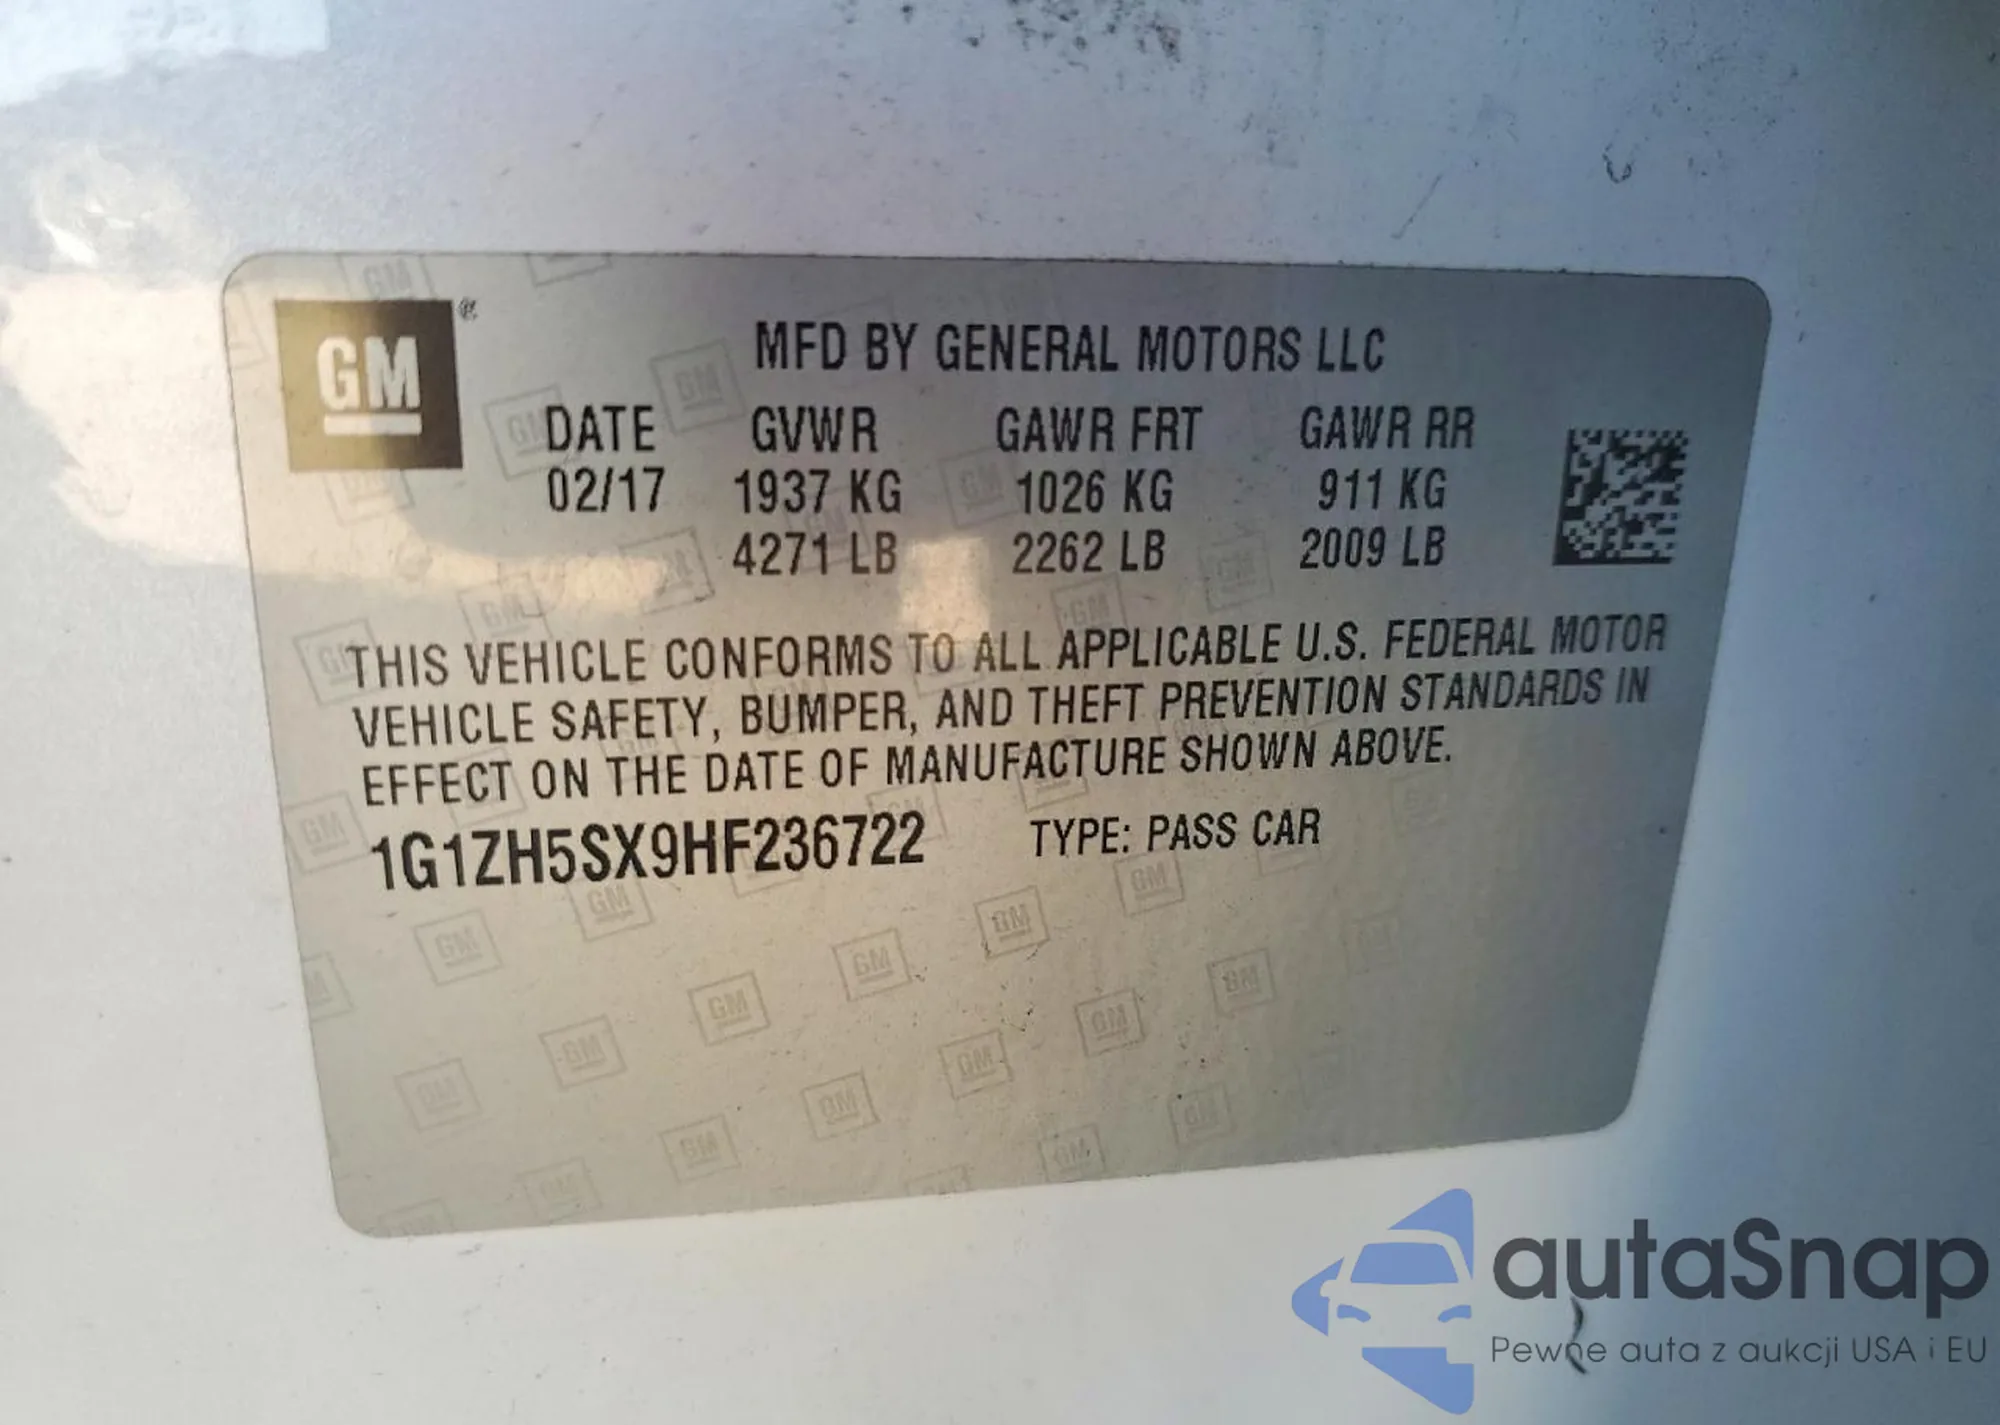 GM
MFD BY GENERAL MOTORS LLC
DATE GVWR GAWR FRT GAWR RR
02/17 1937 KG 1026 KG 911 KG
4271 LB 2262 LB 2009 LB
THIS VEHICLE CONFORMS TO ALL APPLICABLE U.S. FEDERAL MOTOR
VEHICLE SAFETY, BUMPER, AND THEFT PREVENTION STANDARDS IN
EFFECT ON THE DATE OF MANUFACTURE SHOWN ABOVE.
1G1ZH5SX9HF236722 TYPE: PASS CAR
autaSnap
Pewne auta z aukcji USA i EU